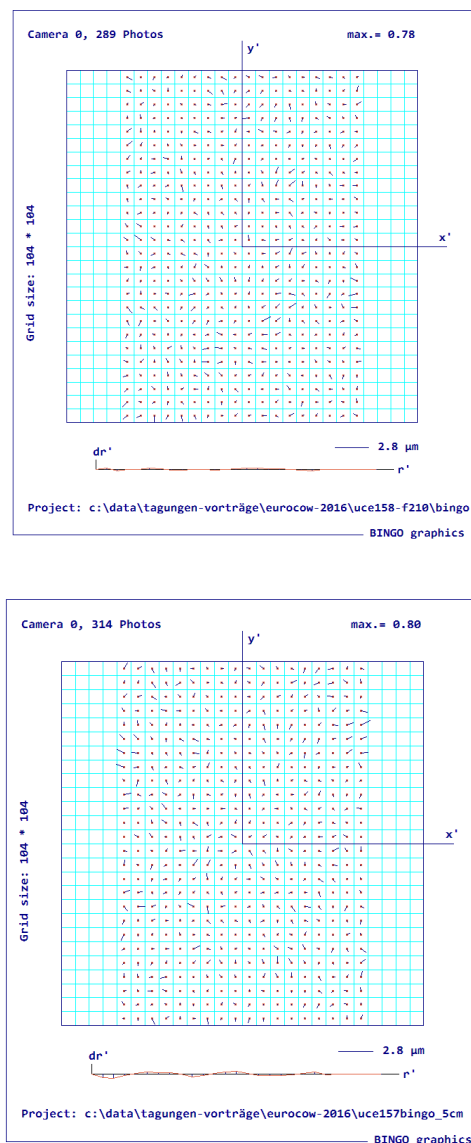 Camera 0, 289 Photos max.= 0.78
y'
x'
Grid size: 104 * 104
2.8 µm
dr'
r'
Project: c:\data\tagungen-vorträge\eurocow-2016\uce158-f210\bingo
BINGO graphics
Camera 0, 314 Photos max.= 0.80
y'
x'
Grid size: 104 * 104
2.8 µm
dr'
r'
Project: c:\data\tagungen-vorträge\eurocow-2016\uce157bingo_5cm
BINGO graphics